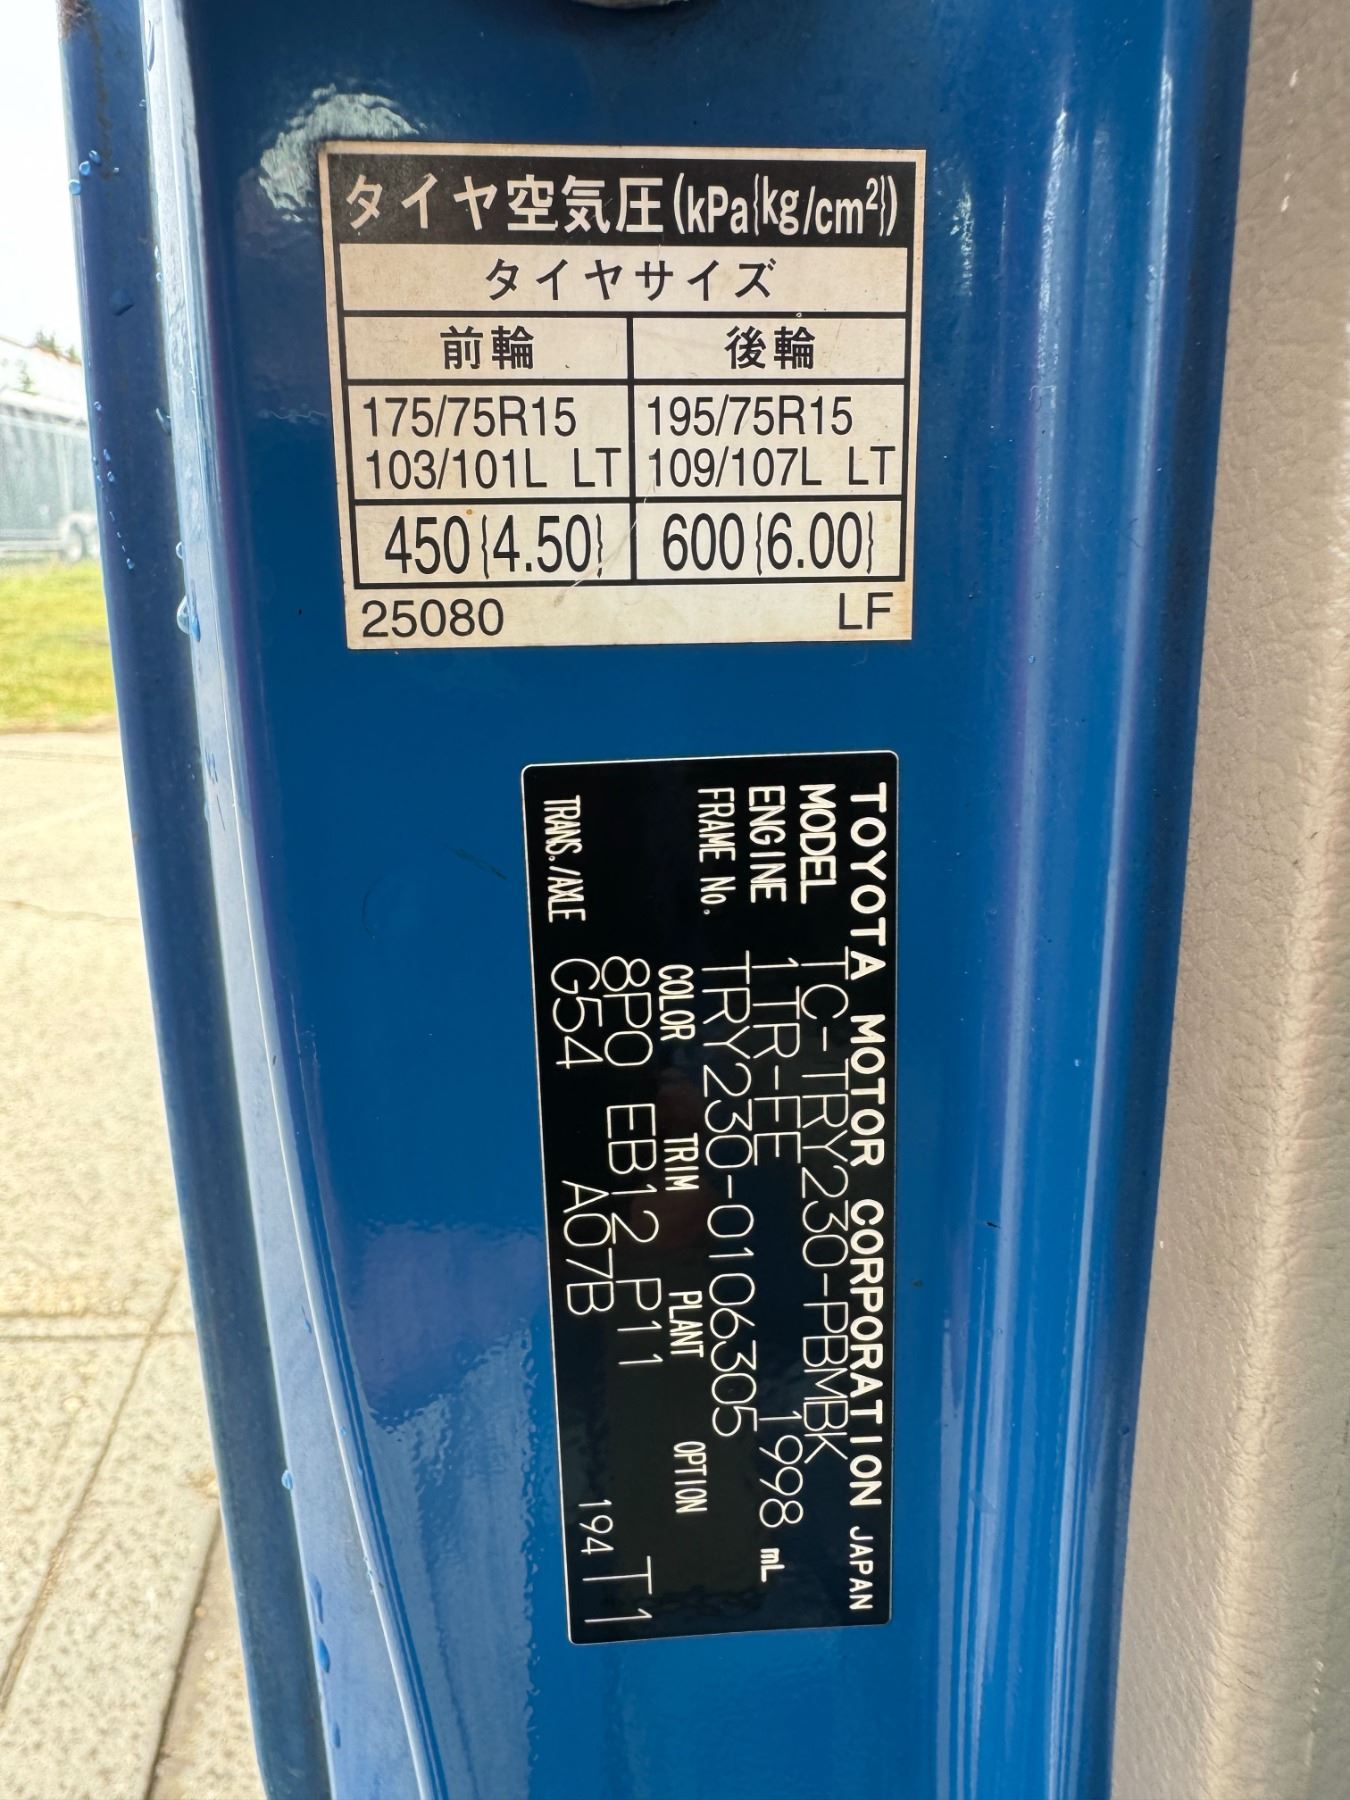 タイヤ空気圧(kPa{kg/cm²})
タイヤサイズ
前輪 後輪
175/75R15 195/75R15
103/101L LT 109/107L LT
450{4.50} 600{6.00}
25080 LF
TOYOTA MOTOR CORPORATION JAPAN
MODEL TC-TRY230-PBMBK
ENGINE 1TR-EE 1998 mL
FRAME No. TRY230-0106305
COLOR TRIM PLANT OPTION
8P0 EB12 P11 T1
TRANS./AXLE G54 A07B 194 T1